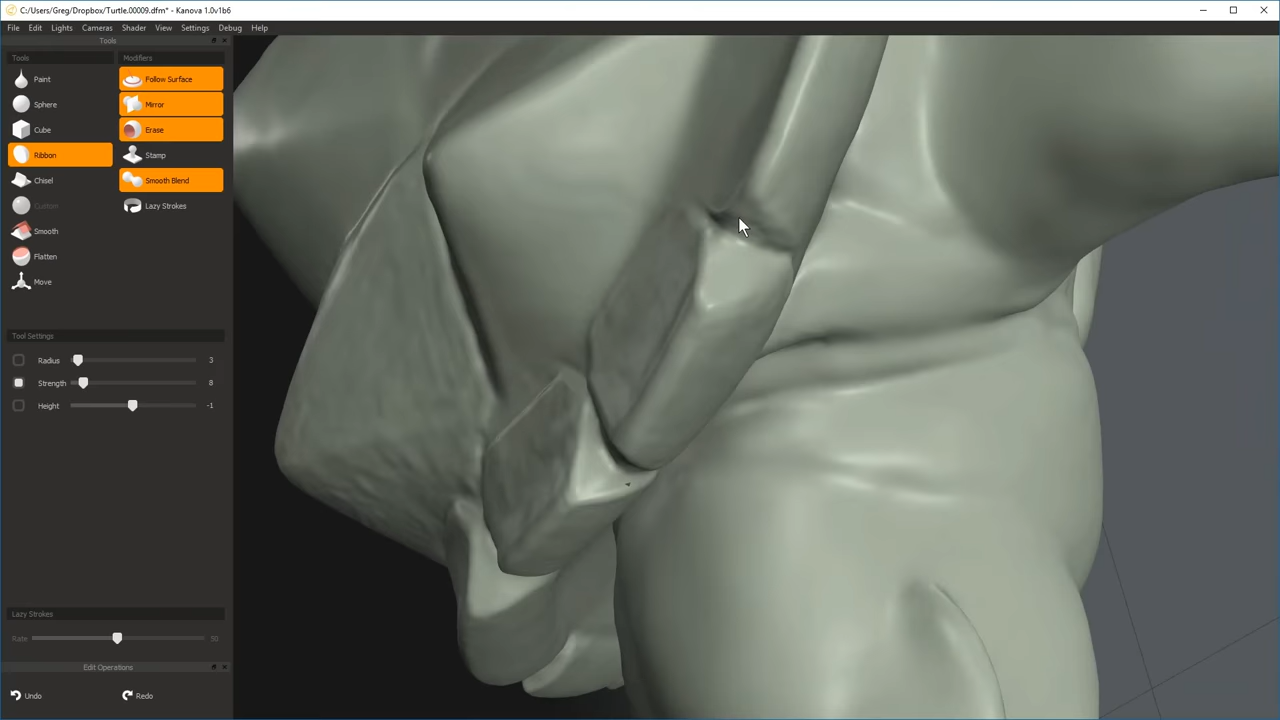 C:/Users/Greg/Dropbox/Turtle.00009.dfm* - Kanova 1.0v1b6
File Edit Lights Cameras Shader View Settings Debug Help
Tools
Tools Modifiers
Paint Follow Surface
Sphere Mirror
Cube Erase
Ribbon Stamp
Chisel Smooth Blend
Custom Lazy Strokes
Smooth
Flatten
Move
Tool Settings
Radius 3
Strength 8
Height -1
Lazy Strokes
Rate 50
Edit Operations
Undo Redo